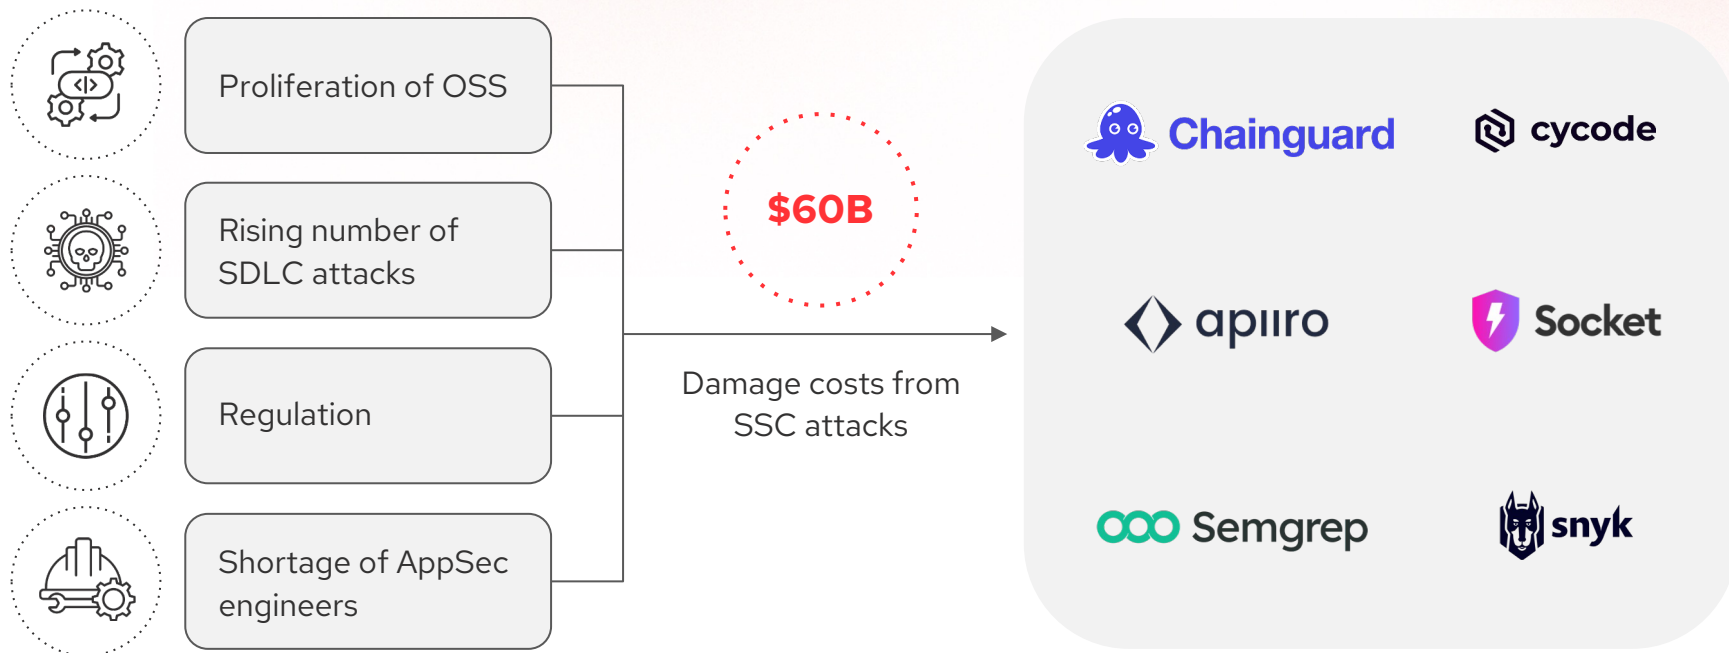 Proliferation of OSS
Rising number of
SDLC attacks
Regulation
Shortage of AppSec
engineers
$60B
Damage costs from
SSC attacks
Chainguard
cycode
apiiro
Socket
Semgrep
snyk